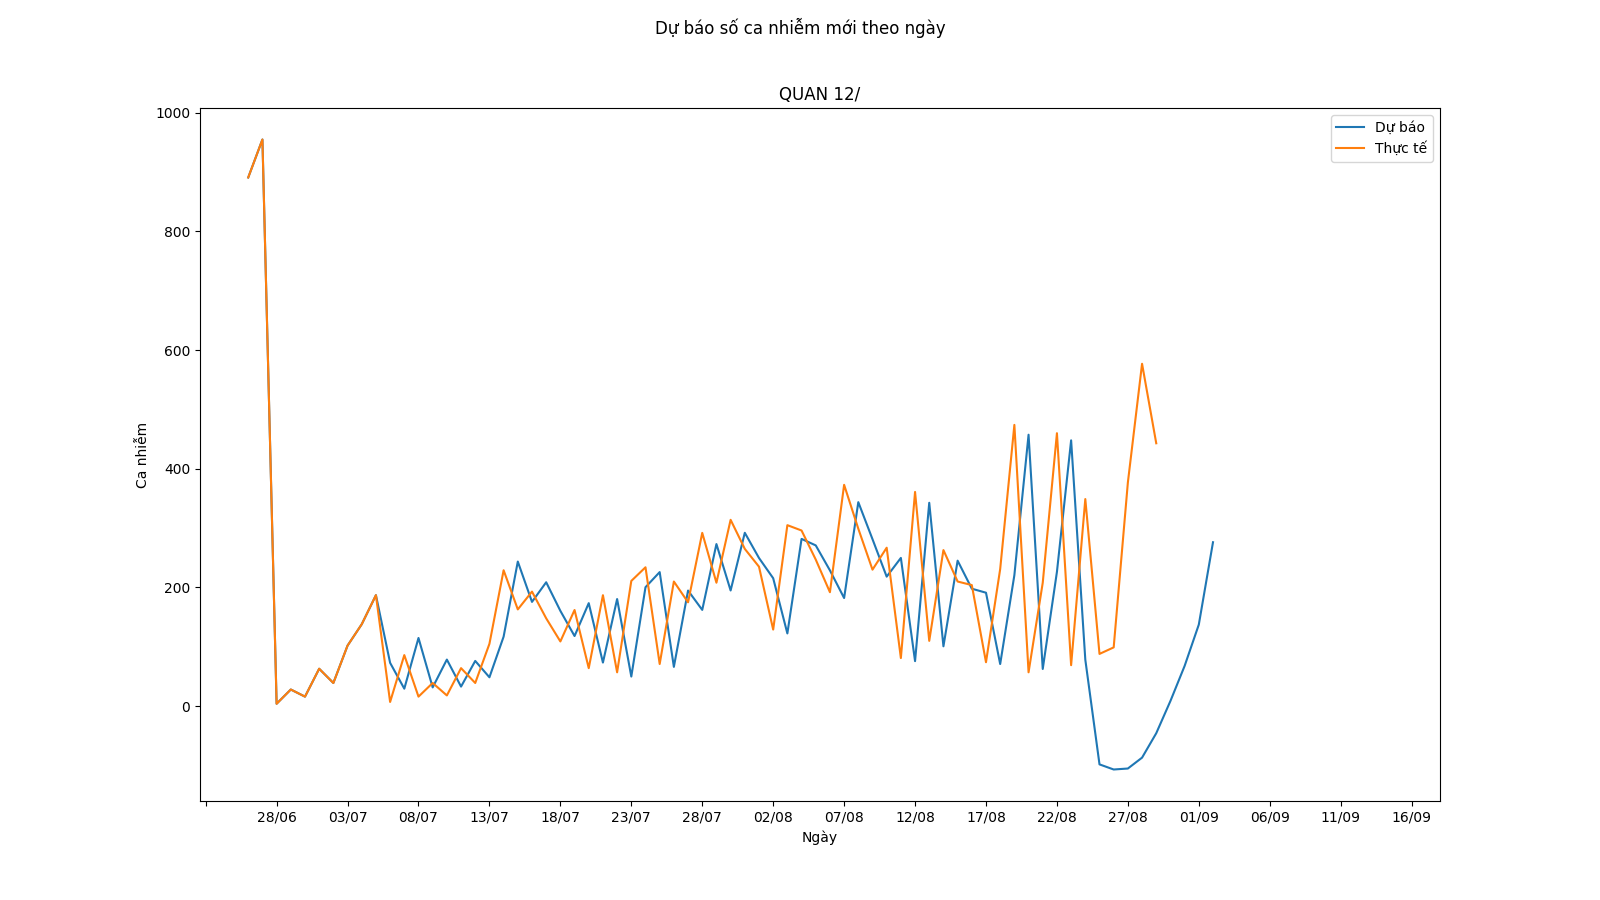 Dự báo số ca nhiễm mới theo ngày
QUAN 12/
Dự báo
Thực tế
1000
800
600
400
200
0
Ca nhiễm
28/06 03/07 08/07 13/07 18/07 23/07 28/07 02/08 07/08 12/08 17/08 22/08 27/08 01/09 06/09 11/09 16/09
Ngày